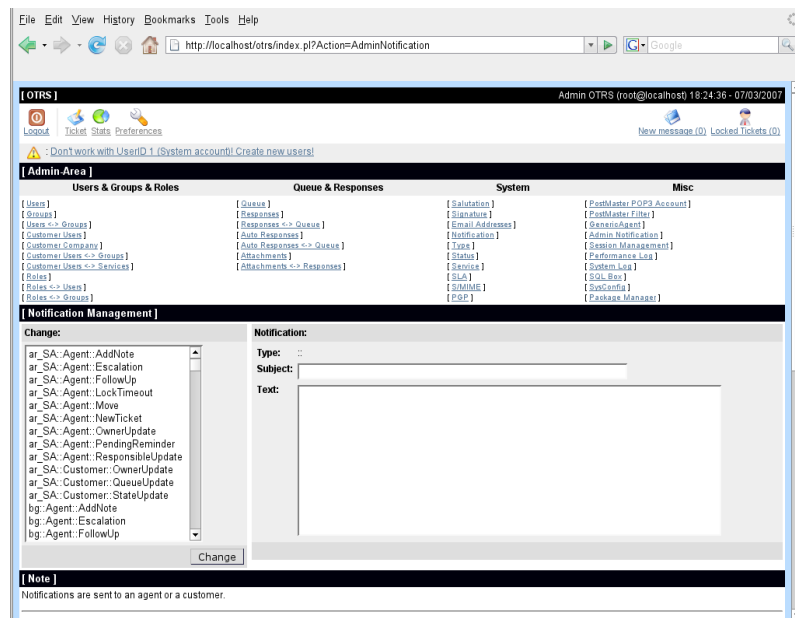 File Edit View History Bookmarks Tools Help
http://localhost/otrs/index.pl?Action=AdminNotification
G Google
[ OTRS ] Admin OTRS (root@localhost) 18:24:36 - 07/03/2007
Logout Ticket Stats Preferences New message (0) Locked Tickets (0)
: Don't work with UserID 1 (System account)! Create new users!
[ Admin-Area ]
Users & Groups & Roles Queue & Responses System Misc
[ Users ] [ Queue ] [ Salutation ] [ PostMaster POP3 Account ]
[ Groups ] [ Responses ] [ Signature ] [ PostMaster Filter ]
[ Users <-> Groups ] [ Responses <-> Queue ] [ Email Addresses ] [ GenericAgent ]
[ Customer Users ] [ Auto Responses ] [ Notification ] [ Admin Notification ]
[ Customer Company ] [ Auto Responses <-> Queue ] [ Type ] [ Session Management ]
[ Customer Users <-> Groups ] [ Attachments ] [ Status ] [ Performance Log ]
[ Customer Users <-> Services ] [ Attachments <-> Responses ] [ Service ] [ System Log ]
[ Roles ] [ SLA ] [ SQL Box ]
[ Roles <-> Users ] [ S/MIME ] [ SysConfig ]
[ Roles <-> Groups ] [ PGP ] [ Package Manager ]
[ Notification Management ]
Change: Notification:
ar_SA::Agent::AddNote
ar_SA::Agent::Escalation
ar_SA::Agent::FollowUp
ar_SA::Agent::LockTimeout
ar_SA::Agent::Move
ar_SA::Agent::NewTicket
ar_SA::Agent::OwnerUpdate
ar_SA::Agent::PendingReminder
ar_SA::Agent::ResponsibleUpdate
ar_SA::Customer::OwnerUpdate
ar_SA::Customer::QueueUpdate
ar_SA::Customer::StateUpdate
bg::Agent::AddNote
bg::Agent::Escalation
bg::Agent::FollowUp
Change
Type: ::
Subject:
Text:
[ Note ]
Notifications are sent to an agent or a customer.